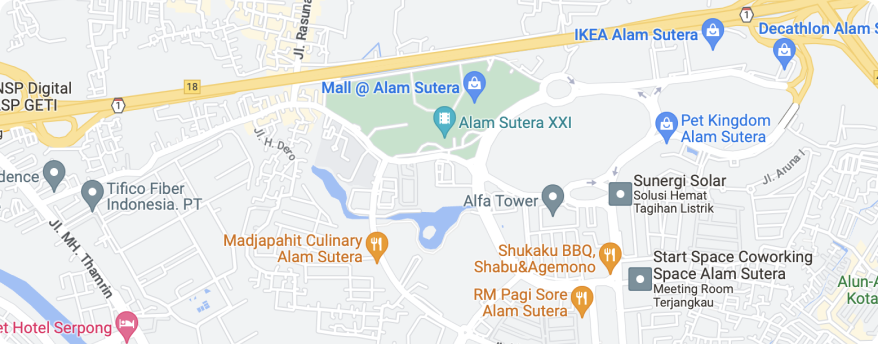 Jl. Rasuna
IKEA Alam Sutera
1
Decathlon Alam S
NSP Digital
SP GETI
18
1
Mall @ Alam Sutera
Alam Sutera XXI
Pet Kingdom
Alam Sutera
Jl. H. Dero
Jl. Aruna I
dence
Tifico Fiber
Indonesia. PT
Alfa Tower
Sunergi Solar
Solusi Hemat
Tagihan Listrik
Jl. MH. Thamrin
Madjapahit Culinary
Alam Sutera
Shukaku BBQ,
Shabu&Agemono
Start Space Coworking
Space Alam Sutera
Meeting Room
Terjangkau
RM Pagi Sore
Alam Sutera
Alun-A
Kota
et Hotel Serpong